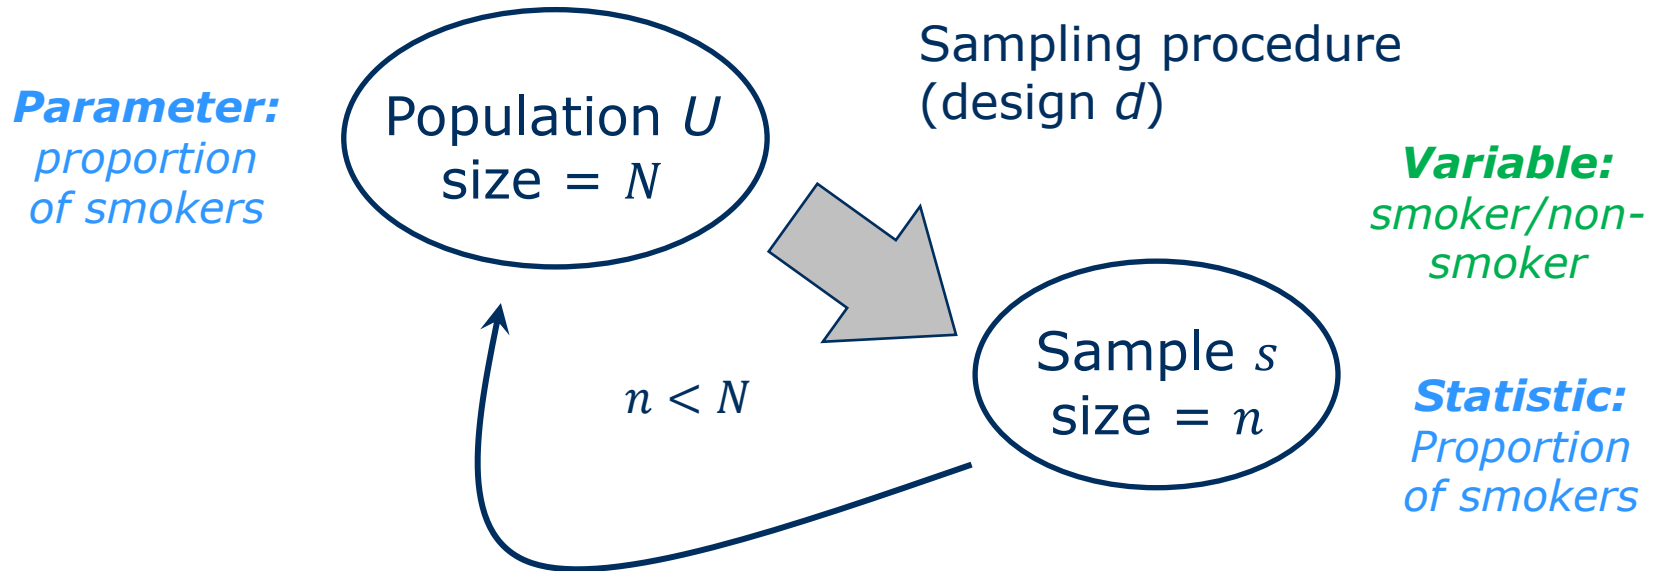 Parameter:
proportion
of smokers
Population U
size = N
Sampling procedure
(design d)
Variable:
smoker/non-
smoker
n < N
Sample s
size = n
Statistic:
Proportion
of smokers